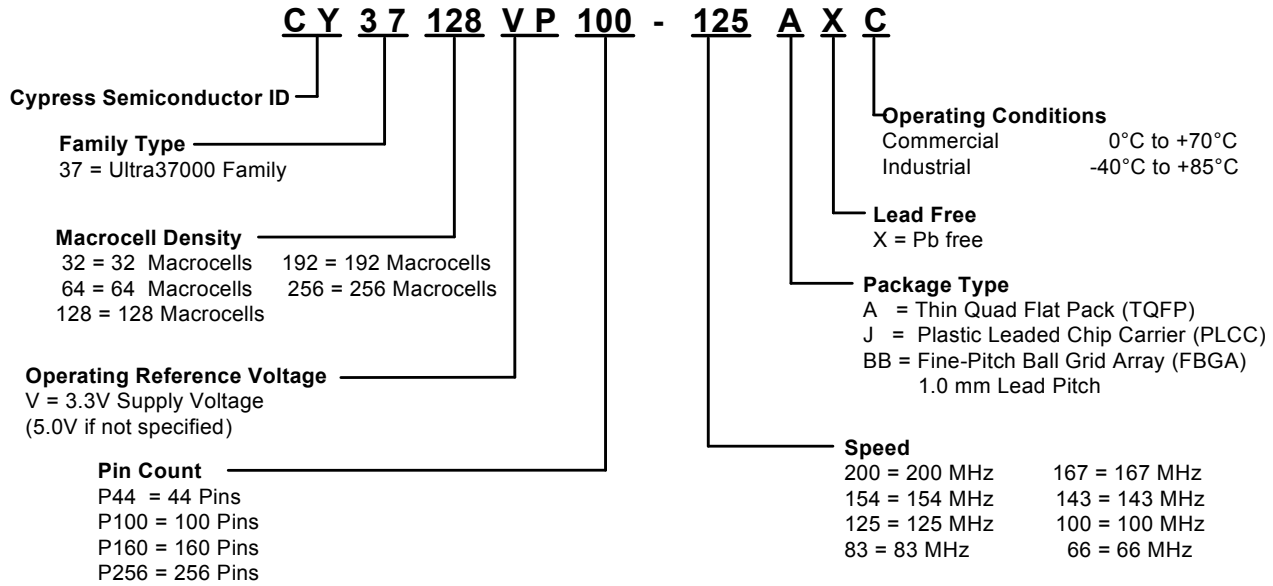 CY 37 128 VP 100 - 125 A X C
Cypress Semiconductor ID
Family Type
37 = Ultra37000 Family
Macrocell Density
32 = 32 Macrocells 192 = 192 Macrocells
64 = 64 Macrocells 256 = 256 Macrocells
128 = 128 Macrocells
Operating Reference Voltage
V = 3.3V Supply Voltage
(5.0V if not specified)
Pin Count
P44 = 44 Pins
P100 = 100 Pins
P160 = 160 Pins
P256 = 256 Pins
Operating Conditions
Commercial 0°C to +70°C
Industrial -40°C to +85°C
Lead Free
X = Pb free
Package Type
A = Thin Quad Flat Pack (TQFP)
J = Plastic Leaded Chip Carrier (PLCC)
BB = Fine-Pitch Ball Grid Array (FBGA)
1.0 mm Lead Pitch
Speed
200 = 200 MHz 167 = 167 MHz
154 = 154 MHz 143 = 143 MHz
125 = 125 MHz 100 = 100 MHz
83 = 83 MHz 66 = 66 MHz